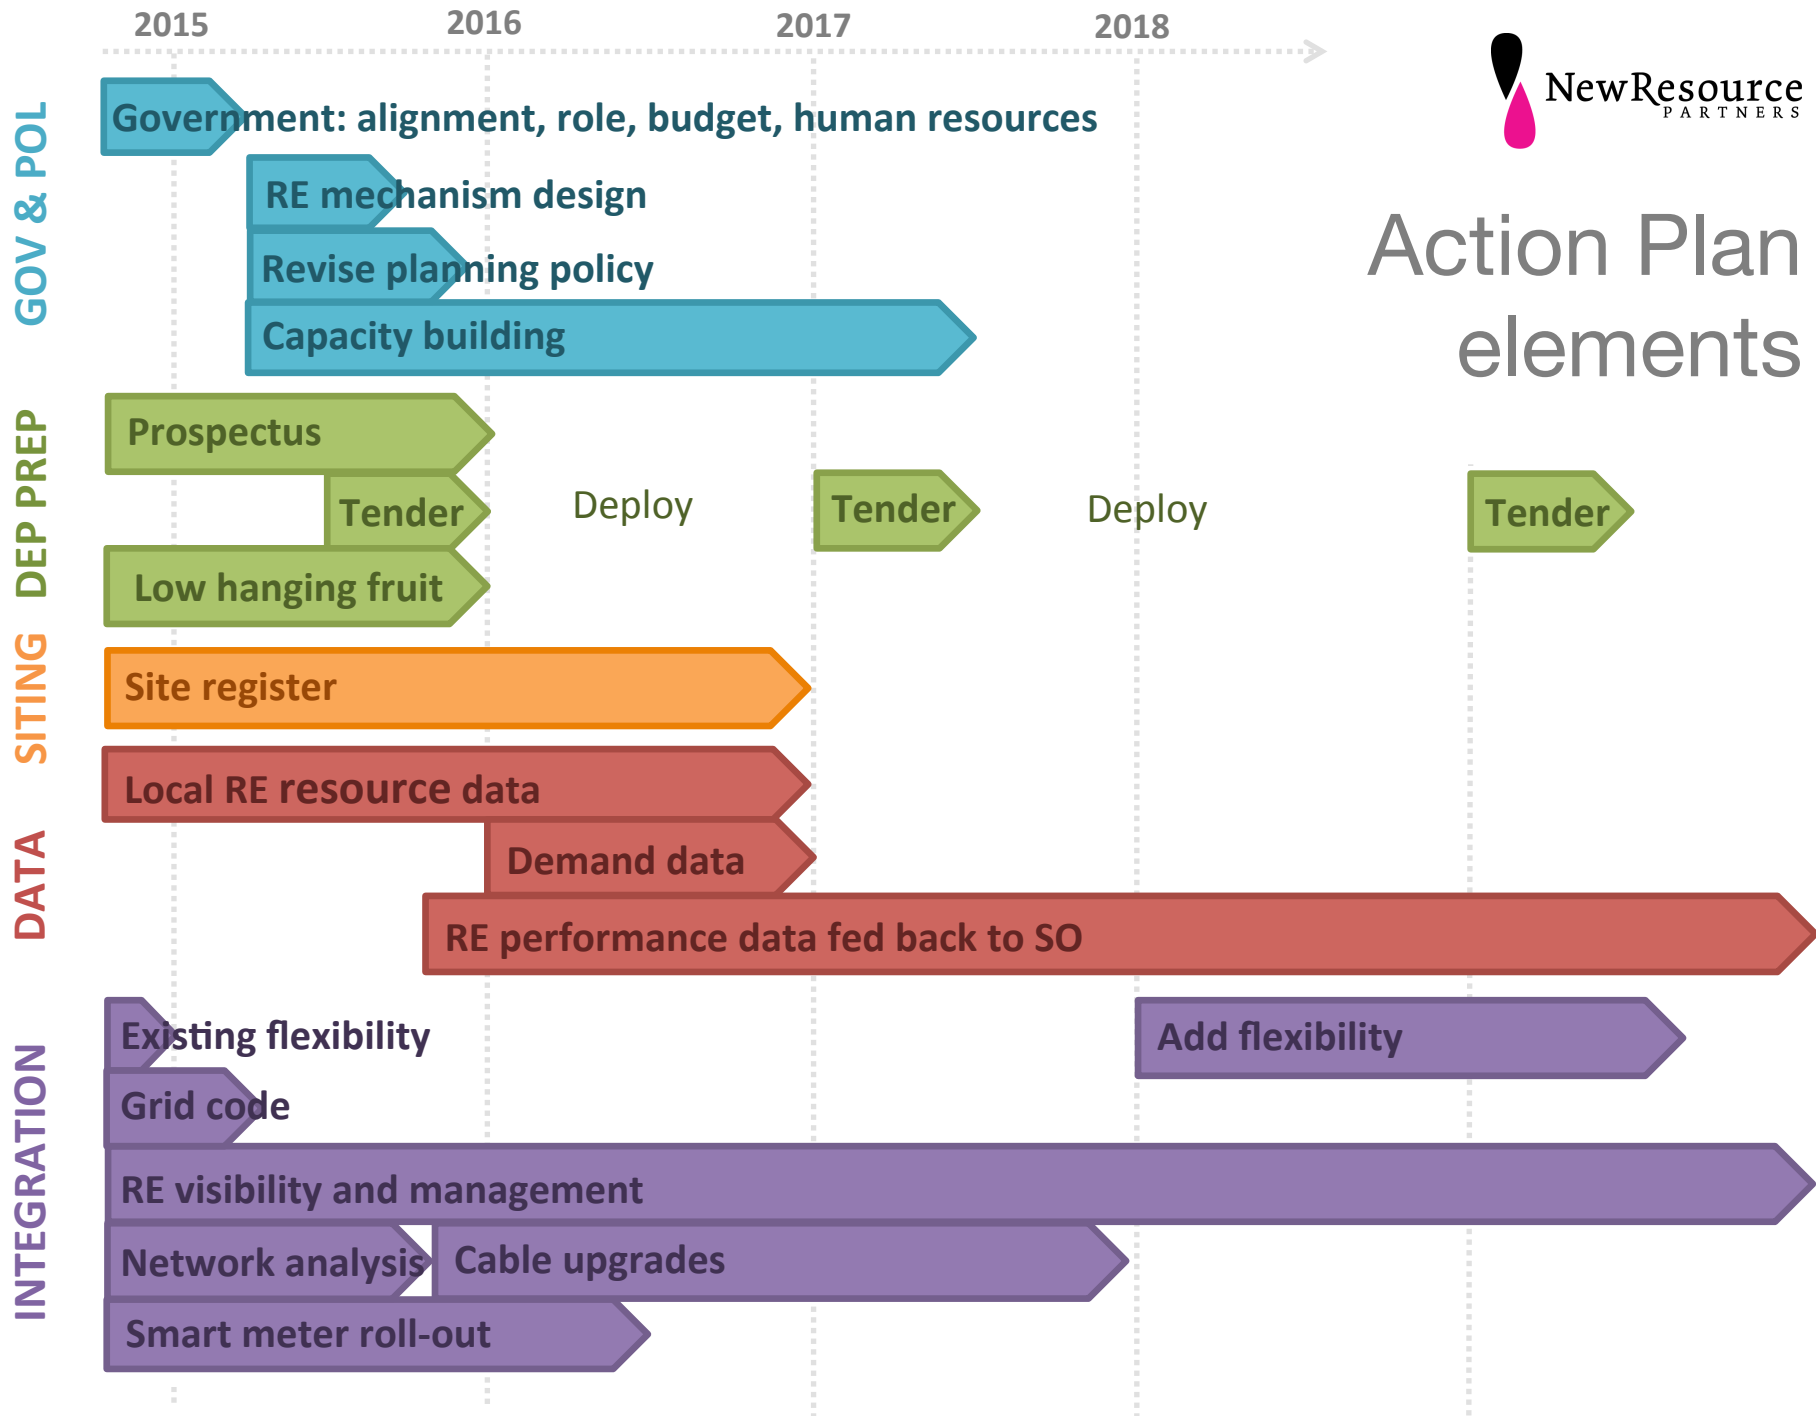 2015
2016
2017
2018
NewResource
PARTNERS
Action Plan
elements
GOV & POL
Government: alignment, role, budget, human resources
RE mechanism design
Revise planning policy
Capacity building
DEP PREP
Prospectus
Tender
Deploy
Tender
Deploy
Tender
Low hanging fruit
SITING
Site register
DATA
Local RE resource data
Demand data
RE performance data fed back to SO
INTEGRATION
Existing flexibility
Add flexibility
Grid code
RE visibility and management
Network analysis
Cable upgrades
Smart meter roll-out